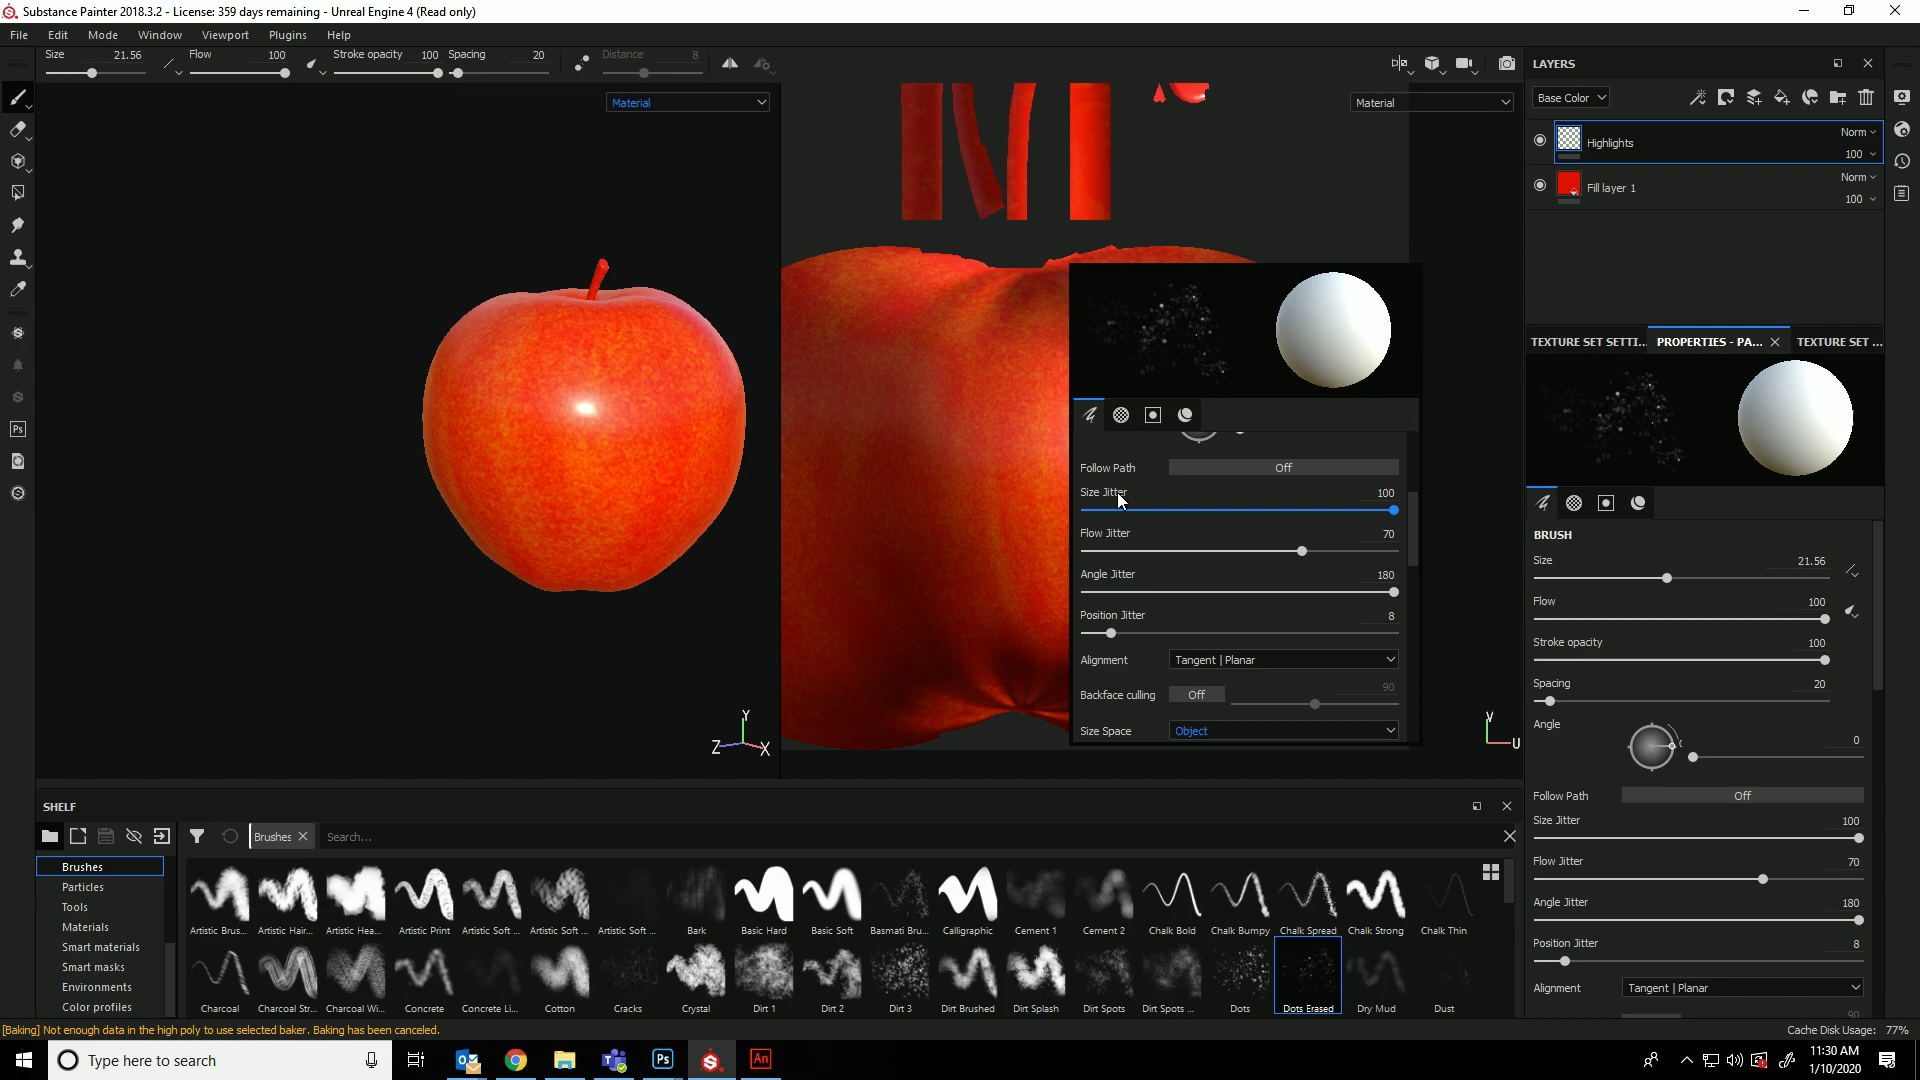 Substance Painter 2018.3.2 - License: 359 days remaining - Unreal Engine 4 (Read only)
File Edit Mode Window Viewport Plugins Help
Size 21.56 Flow 100 Stroke opacity 100 Spacing 20 Distance 8
Material
Material
LAYERS
Base Color
Highlights Norm 100
Fill layer 1 Norm 100
TEXTURE SET SETTI... PROPERTIES - PA... TEXTURE SET ...
Follow Path Off
Size Jitter 100
Flow Jitter 70
Angle Jitter 180
Position Jitter 8
Alignment Tangent | Planar
Backface culling Off 90
Size Space Object
Y
Z X
V
U
BRUSH
Size 21.56
Flow 100
Stroke opacity 100
Spacing 20
Angle 0
Follow Path Off
Size Jitter 100
Flow Jitter 70
Angle Jitter 180
Position Jitter 8
Alignment Tangent | Planar
90
SHELF
Brushes Search...
Brushes
Particles
Tools
Materials
Smart materials
Smart masks
Environments
Color profiles
Artistic Brus... Artistic Hair... Artistic Hea... Artistic Print Artistic Soft ... Artistic Soft ... Artistic Soft ... Bark Basic Hard Basic Soft Basmati Bru... Calligraphic Cement 1 Cement 2 Chalk Bold Chalk Bumpy Chalk Spread Chalk Strong Chalk Thin
Charcoal Charcoal Str... Charcoal Wi... Concrete Concrete Li... Cotton Cracks Crystal Dirt 1 Dirt 2 Dirt 3 Dirt Brushed Dirt Splash Dirt Spots Dirt Spots ... Dots Dots Erased Dry Mud Dust
[Baking] Not enough data in the high poly to use selected baker. Baking has been canceled.
Cache Disk Usage: 77%
Type here to search
Ps
An
11:30 AM
1/10/2020